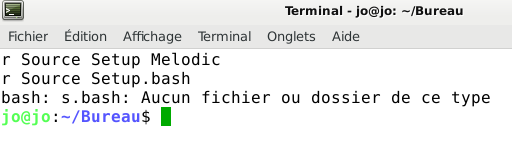 Terminal - jo@jo: ~/Bureau
Fichier Édition Affichage Terminal Onglets Aide
r Source Setup Melodic
r Source Setup.bash
bash: s.bash: Aucun fichier ou dossier de ce type
jo@jo:~/Bureau$